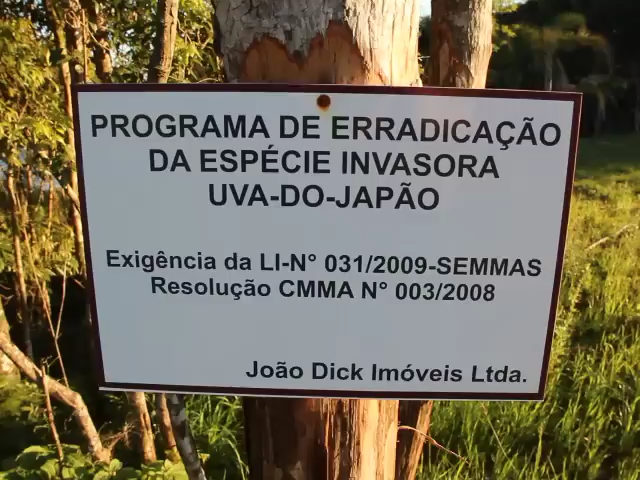 PROGRAMA DE ERRADICAÇÃO
DA ESPÉCIE INVASORA
UVA-DO-JAPÃO
Exigência da LI-N° 031/2009-SEMMAS
Resolução CMMA N° 003/2008
João Dick Imóveis Ltda.